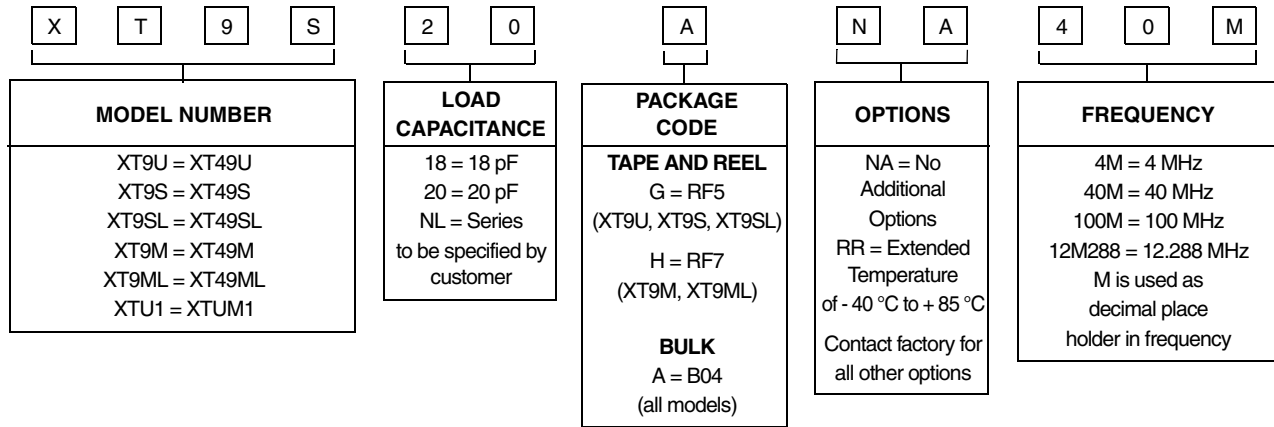 X T 9 S 2 0 A N A 4 0 M
MODEL NUMBER
XT9U = XT49U
XT9S = XT49S
XT9SL = XT49SL
XT9M = XT49M
XT9ML = XT49ML
XTU1 = XTUM1
LOAD
CAPACITANCE
18 = 18 pF
20 = 20 pF
NL = Series
to be specified by
customer
PACKAGE
CODE
TAPE AND REEL
G = RF5
(XT9U, XT9S, XT9SL)
H = RF7
(XT9M, XT9ML)
BULK
A = B04
(all models)
OPTIONS
NA = No
Additional
Options
RR = Extended
Temperature
of - 40 °C to + 85 °C
Contact factory for
all other options
FREQUENCY
4M = 4 MHz
40M = 40 MHz
100M = 100 MHz
12M288 = 12.288 MHz
M is used as
decimal place
holder in frequency